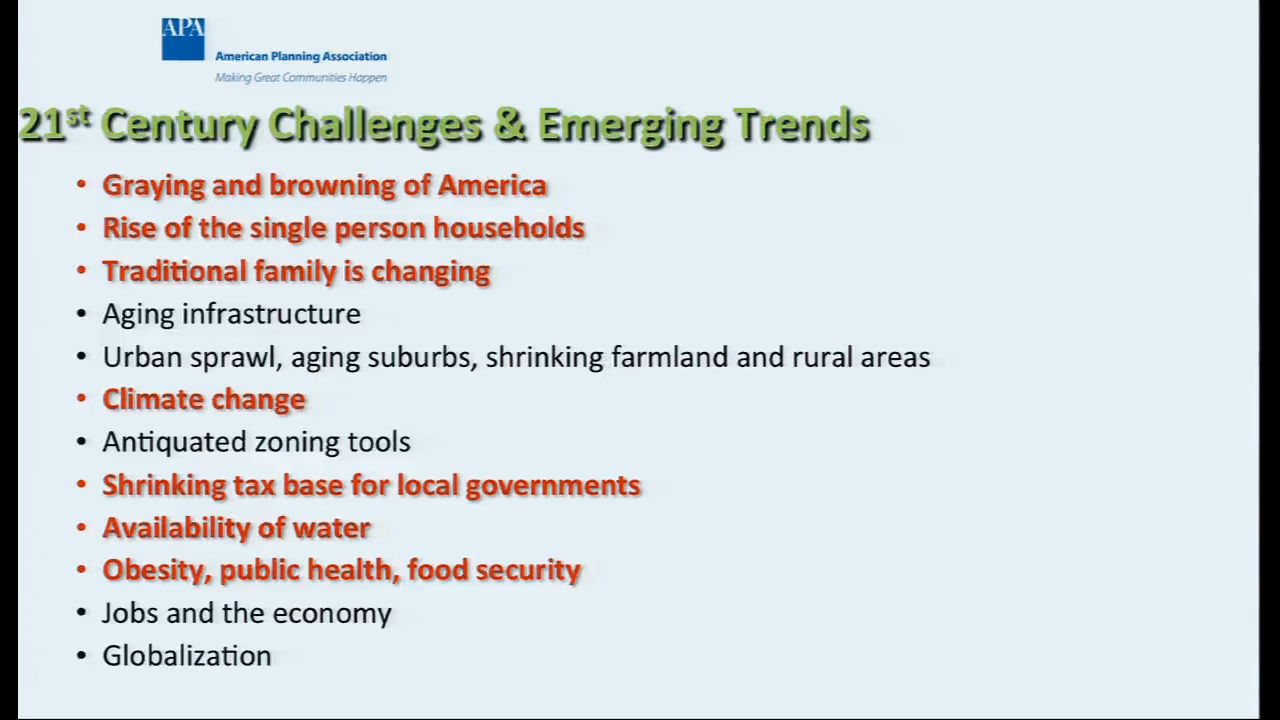 APA
American Planning Association
Making Great Communities Happen
21st Century Challenges & Emerging Trends
• Graying and browning of America
• Rise of the single person households
• Traditional family is changing
• Aging infrastructure
• Urban sprawl, aging suburbs, shrinking farmland and rural areas
• Climate change
• Antiquated zoning tools
• Shrinking tax base for local governments
• Availability of water
• Obesity, public health, food security
• Jobs and the economy
• Globalization